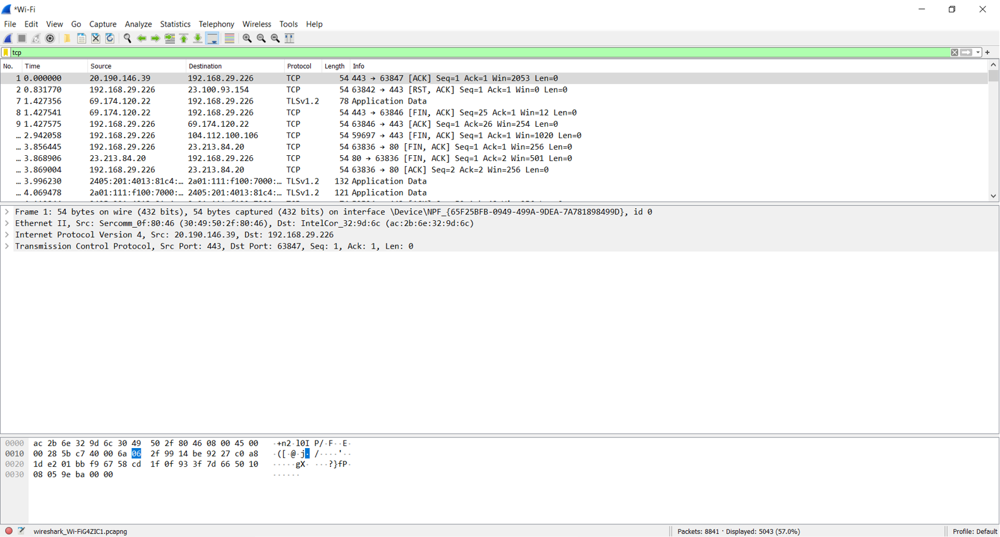 *Wi-Fi
File Edit View Go Capture Analyze Statistics Telephony Wireless Tools Help
tcp
No. Time Source Destination Protocol Length Info
1 0.000000 20.190.146.39 192.168.29.226 TCP 54 443 → 63847 [ACK] Seq=1 Ack=1 Win=2053 Len=0
2 0.831770 192.168.29.226 23.100.93.154 TCP 54 63842 → 443 [RST, ACK] Seq=1 Ack=1 Win=0 Len=0
7 1.427356 69.174.120.22 192.168.29.226 TLSv1.2 78 Application Data
8 1.427541 69.174.120.22 192.168.29.226 TCP 54 443 → 63846 [FIN, ACK] Seq=25 Ack=1 Win=12 Len=0
9 1.427575 192.168.29.226 69.174.120.22 TCP 54 63846 → 443 [ACK] Seq=1 Ack=26 Win=254 Len=0
… 2.942058 192.168.29.226 104.112.100.106 TCP 54 59697 → 443 [FIN, ACK] Seq=1 Ack=1 Win=1020 Len=0
… 3.856445 192.168.29.226 23.213.84.20 TCP 54 63836 → 80 [FIN, ACK] Seq=1 Ack=1 Win=256 Len=0
… 3.868906 23.213.84.20 192.168.29.226 TCP 54 80 → 63836 [FIN, ACK] Seq=1 Ack=2 Win=501 Len=0
… 3.869004 192.168.29.226 23.213.84.20 TCP 54 63836 → 80 [ACK] Seq=2 Ack=2 Win=256 Len=0
… 3.996230 2405:201:4013:81c4:… 2a01:111:f100:7000:… TLSv1.2 132 Application Data
… 4.069478 2a01:111:f100:7000:… 2405:201:4013:81c4:… TLSv1.2 121 Application Data
Frame 1: 54 bytes on wire (432 bits), 54 bytes captured (432 bits) on interface \Device\NPF_{65F25BFB-0949-499A-9DEA-7A781898499D}, id 0
Ethernet II, Src: Sercomm_0f:80:46 (30:49:50:2f:80:46), Dst: IntelCor_32:9d:6c (ac:2b:6e:32:9d:6c)
Internet Protocol Version 4, Src: 20.190.146.39, Dst: 192.168.29.226
Transmission Control Protocol, Src Port: 443, Dst Port: 63847, Seq: 1, Ack: 1, Len: 0
0000 ac 2b 6e 32 9d 6c 30 49 50 2f 80 46 08 00 45 00 ·+n2·l0I P/·F··E·
0010 00 28 5b c7 40 00 6a 06 2f 99 14 be 92 27 c0 a8 ·([·@·j· /····'··
0020 1d e2 01 bb f9 67 58 cd 1f 0f 93 3f 7d 66 50 10 ·····gX· ···?}fP·
0030 08 05 9e ba 00 00 ······
wireshark_Wi-FiG4ZIC1.pcapng Packets: 8841 · Displayed: 5043 (57.0%) Profile: Default